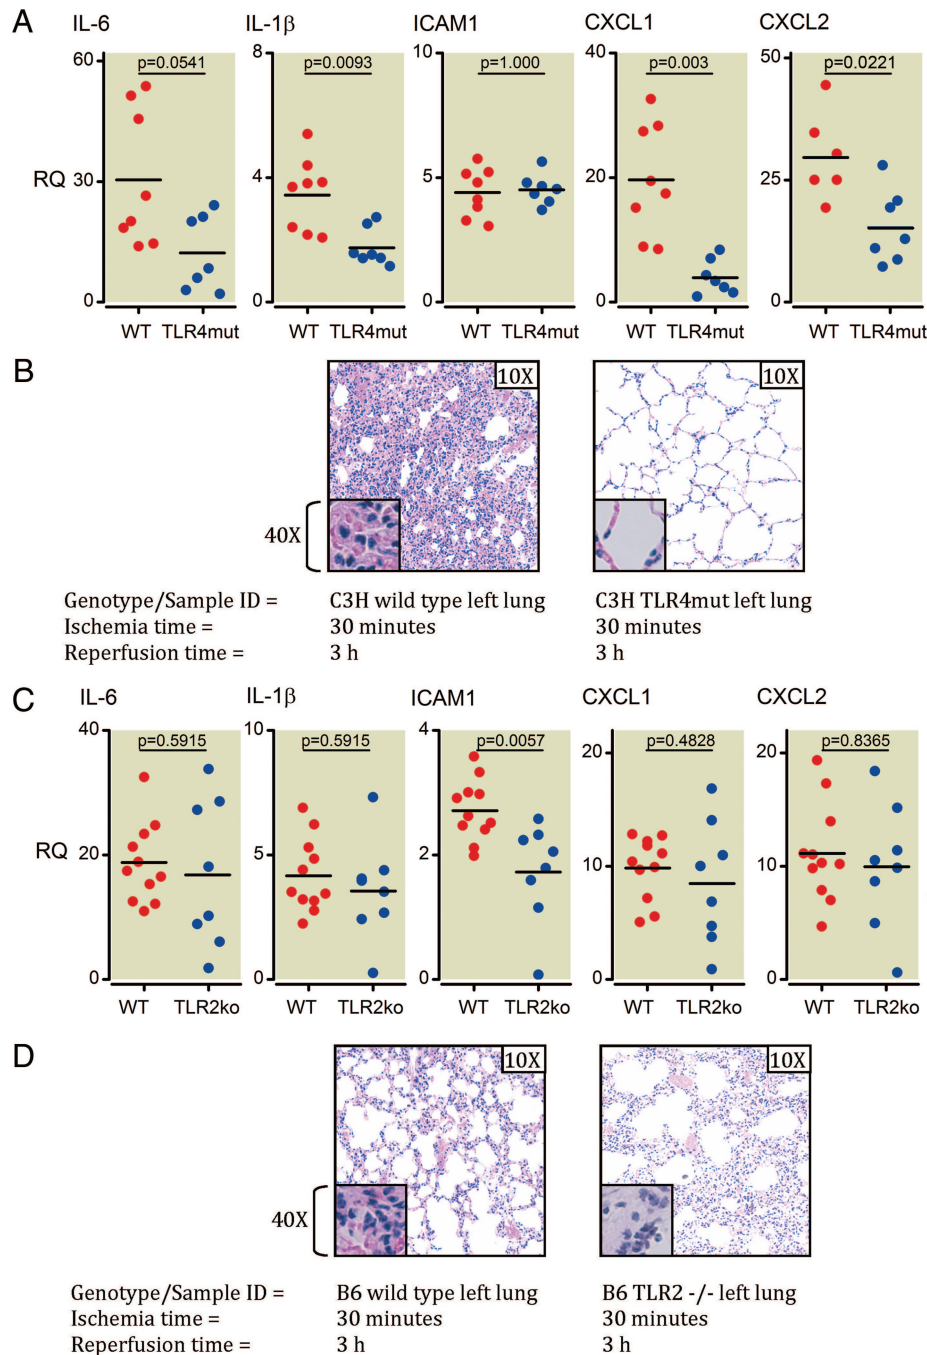 A
IL-6 IL-1β ICAM1 CXCL1 CXCL2
60 8 10 40 50
p=0.0541 p=0.0093 p=1.000 p=0.003 p=0.0221
RQ 30 4 5 20 25
0 0 0 0 0
WT TLR4mut WT TLR4mut WT TLR4mut WT TLR4mut WT TLR4mut
B
10X 10X
40X
Genotype/Sample ID = C3H wild type left lung C3H TLR4mut left lung
Ischemia time = 30 minutes 30 minutes
Reperfusion time = 3 h 3 h
C
IL-6 IL-1β ICAM1 CXCL1 CXCL2
40 10 4 20 20
p=0.5915 p=0.5915 p=0.0057 p=0.4828 p=0.8365
RQ 20 5 2 10 10
0 0 0 0 0
WT TLR2ko WT TLR2ko WT TLR2ko WT TLR2ko WT TLR2ko
D
10X 10X
40X
Genotype/Sample ID = B6 wild type left lung B6 TLR2 -/- left lung
Ischemia time = 30 minutes 30 minutes
Reperfusion time = 3 h 3 h